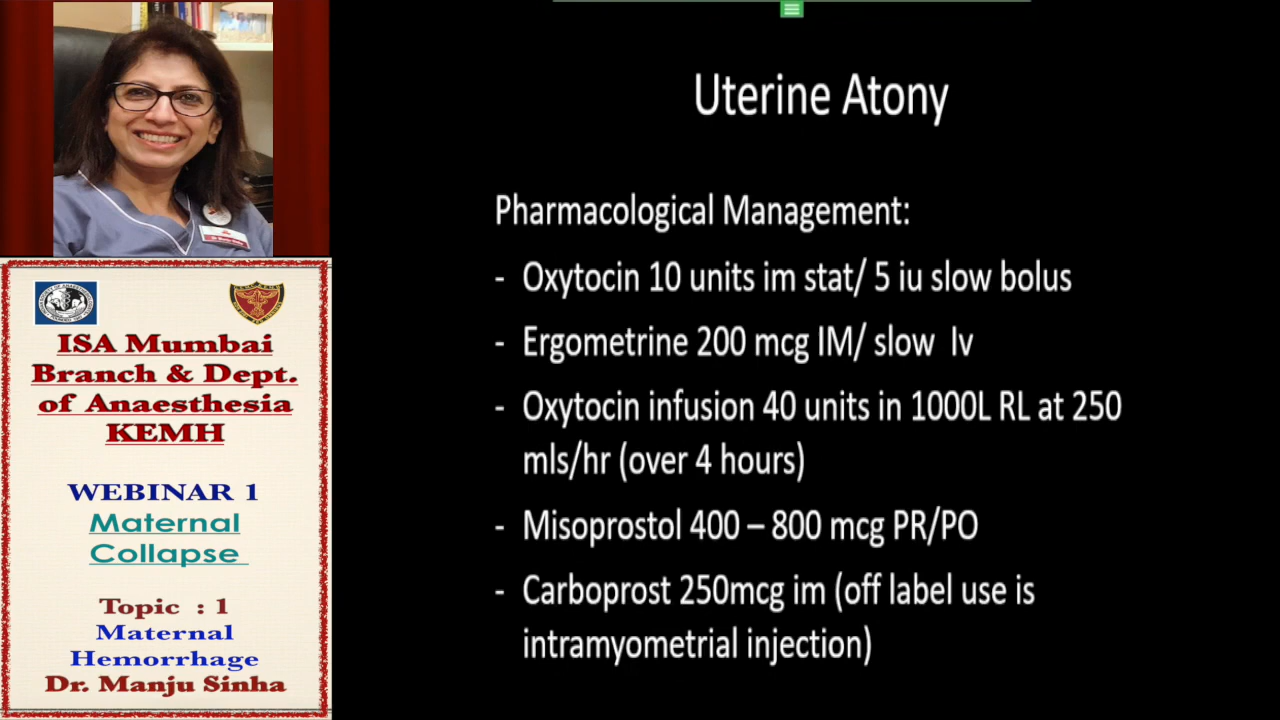 ISA Mumbai
Branch & Dept.
of Anaesthesia
KEMH
WEBINAR 1
Maternal
Collapse
Topic : 1
Maternal
Hemorrhage
Dr. Manju Sinha
Uterine Atony
Pharmacological Management:
- Oxytocin 10 units im stat/ 5 iu slow bolus
- Ergometrine 200 mcg IM/ slow Iv
- Oxytocin infusion 40 units in 1000L RL at 250
mls/hr (over 4 hours)
- Misoprostol 400 – 800 mcg PR/PO
- Carboprost 250mcg im (off label use is
intramyometrial injection)